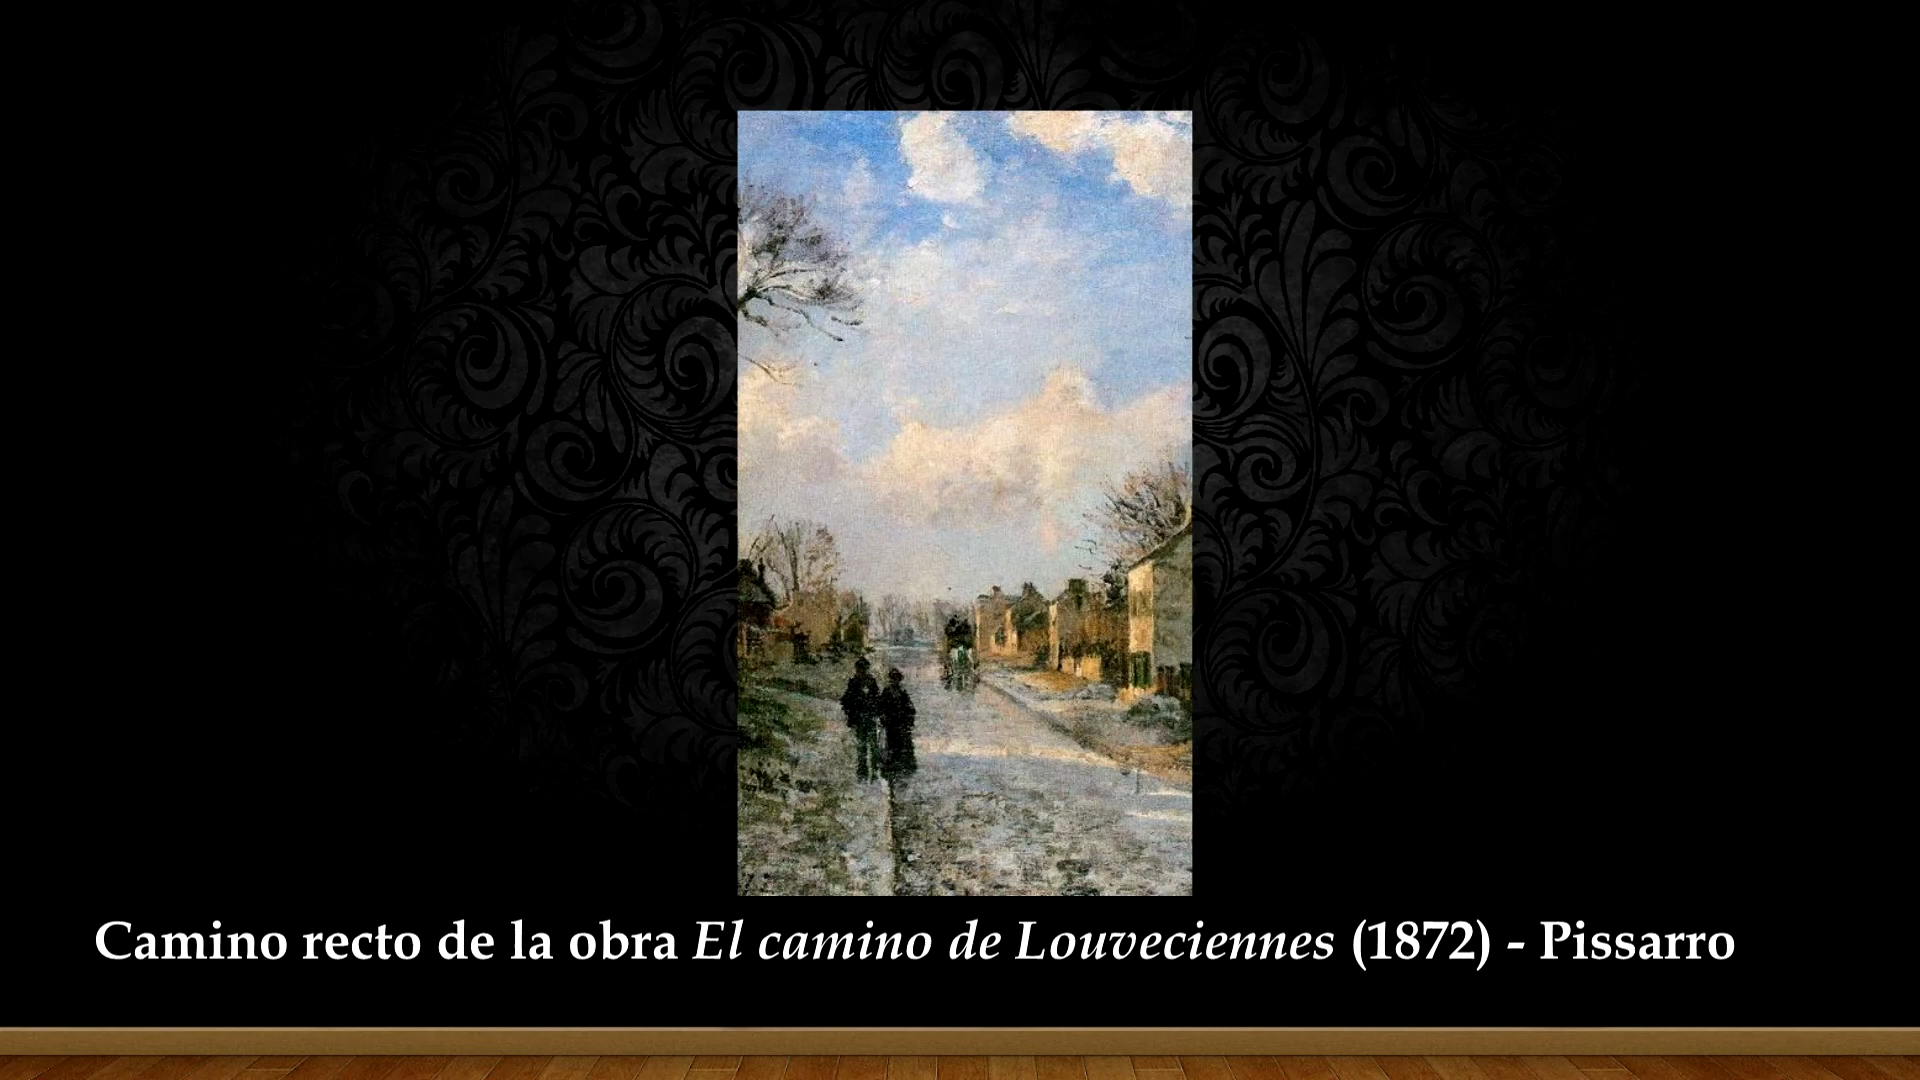 Camino recto de la obra El camino de Louveciennes (1872) - Pissarro